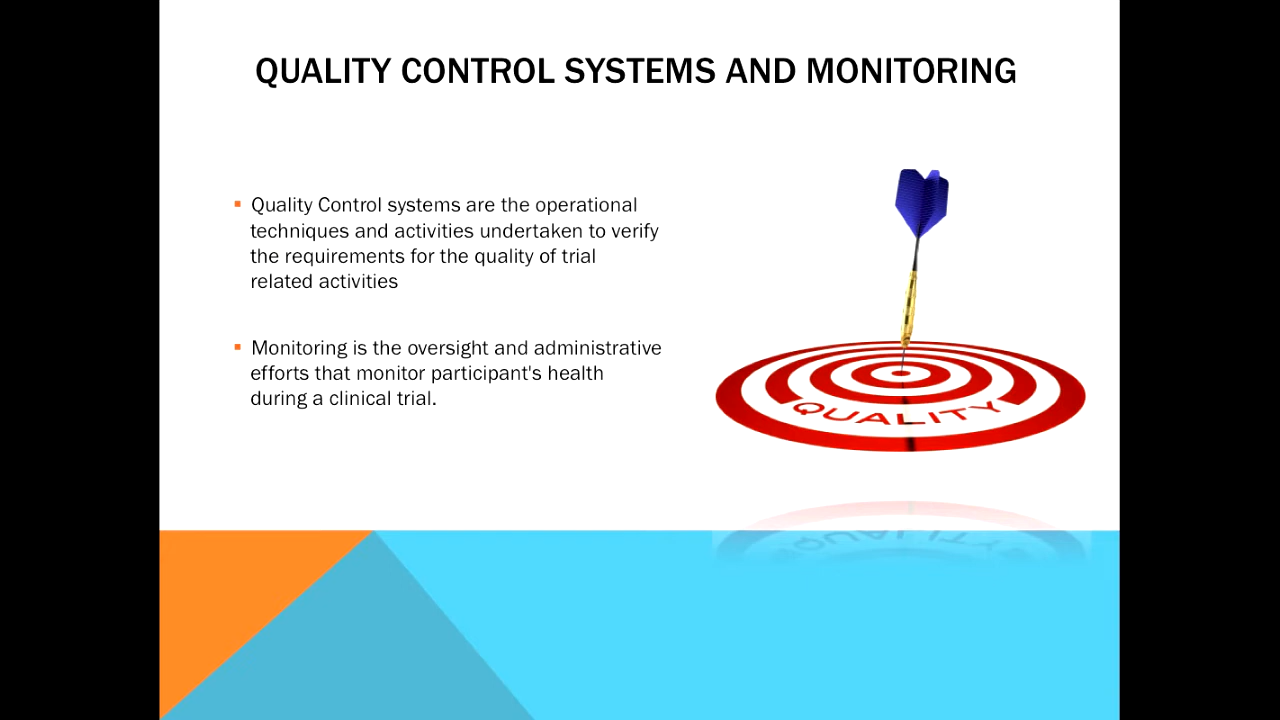 QUALITY CONTROL SYSTEMS AND MONITORING
Quality Control systems are the operational
techniques and activities undertaken to verify
the requirements for the quality of trial
related activities
Monitoring is the oversight and administrative
efforts that monitor participant's health
during a clinical trial.
QUALITY